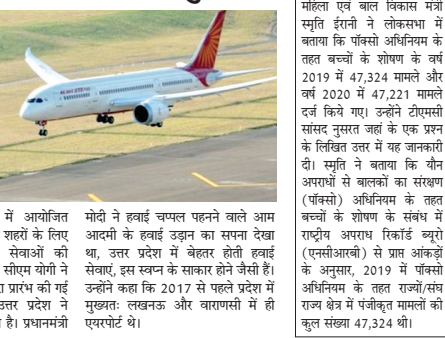 में आयोजित
शहरों के लिए
सेवाओं की
सीएम योगी ने
प्रारंभ की गई
उत्तर प्रदेश ने
है। प्रधानमंत्री
मोदी ने हवाई चप्पल पहनने वाले आम
आदमी के हवाई उड़ान का सपना देखा
था, उत्तर प्रदेश में बेहतर होती हवाई
सेवाएं, इस स्वप्न के साकार होने जैसी हैं।
उन्होंने कहा कि 2017 से पहले प्रदेश में
मुख्यतः लखनऊ और वाराणसी में ही
एयरपोर्ट थे।
महिला एवं बाल विकास मंत्री
स्मृति ईरानी ने लोकसभा में
बताया कि पॉक्सो अधिनियम के
तहत बच्चों के शोषण के वर्ष
2019 में 47,324 मामले और
वर्ष 2020 में 47,221 मामले
दर्ज किये गए। उन्होंने टीएमसी
सांसद नुसरत जहां के एक प्रश्न
के लिखित उत्तर में यह जानकारी
दी। स्मृति ने बताया कि यौन
अपराधों से बालकों का संरक्षण
(पॉक्सो) अधिनियम के तहत
बच्चों के शोषण के संबंध में
राष्ट्रीय अपराध रिकॉर्ड ब्यूरो
(एनसीआरबी) से प्राप्त आंकड़ों
के अनुसार, 2019 में पॉक्सो
अधिनियम के तहत राज्यों/संघ
राज्य क्षेत्र में पंजीकृत मामलों की
कुल संख्या 47,324 थी।